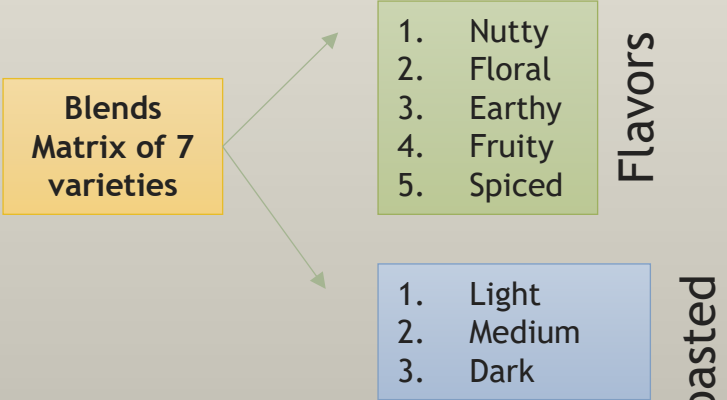 Blends
Matrix of 7
varieties
1. Nutty
2. Floral
3. Earthy
4. Fruity
5. Spiced
Flavors
1. Light
2. Medium
3. Dark